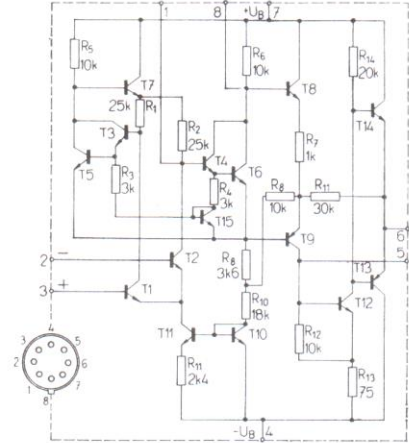 1 8 +UB 7
R5
10k
T7
25k
R1
T3
T5
R3
3k
R2
25k
T4
T6
R4
3k
T15
R6
10k
T8
R7
1k
R8
10k
R11
30k
R14
20k
T14
6
5
T9
R8
3k6
R10
18k
2 −
3 +
T2
T1
T11
T10
R11
2k4
R12
10k
T12
T13
R13
75
−UB 4
4
3 5
2 6
1 7
8